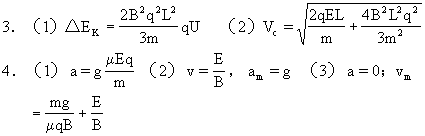 3. (1) △E_K = 2B²q²L²/3m qU (2) V_c = √(2qEL/m + 4B²L²q²/3m²)
4. (1) a=g μEq/m (2) v= E/B, a_m=g (3) a=0; v_m
= mg/μqB + E/B